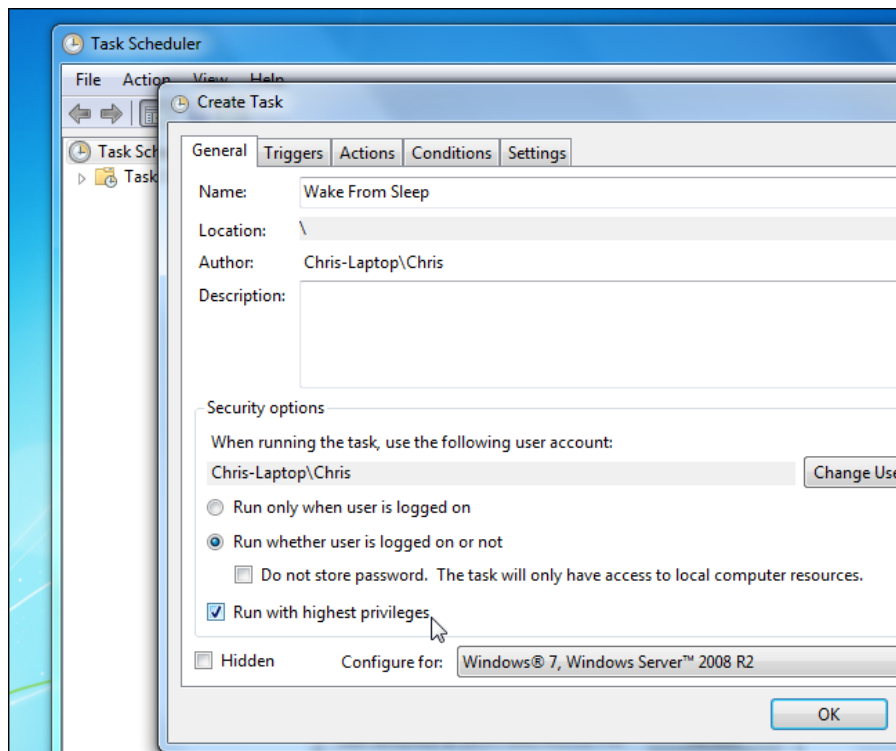 Task Scheduler
File Action View Help
Create Task
Task Sch
Task
General Triggers Actions Conditions Settings
Name: Wake From Sleep
Location: \
Author: Chris-Laptop\Chris
Description:
Security options
When running the task, use the following user account:
Chris-Laptop\Chris
Change Use
Run only when user is logged on
Run whether user is logged on or not
Do not store password. The task will only have access to local computer resources.
Run with highest privileges
Hidden Configure for: Windows® 7, Windows Server™ 2008 R2
OK